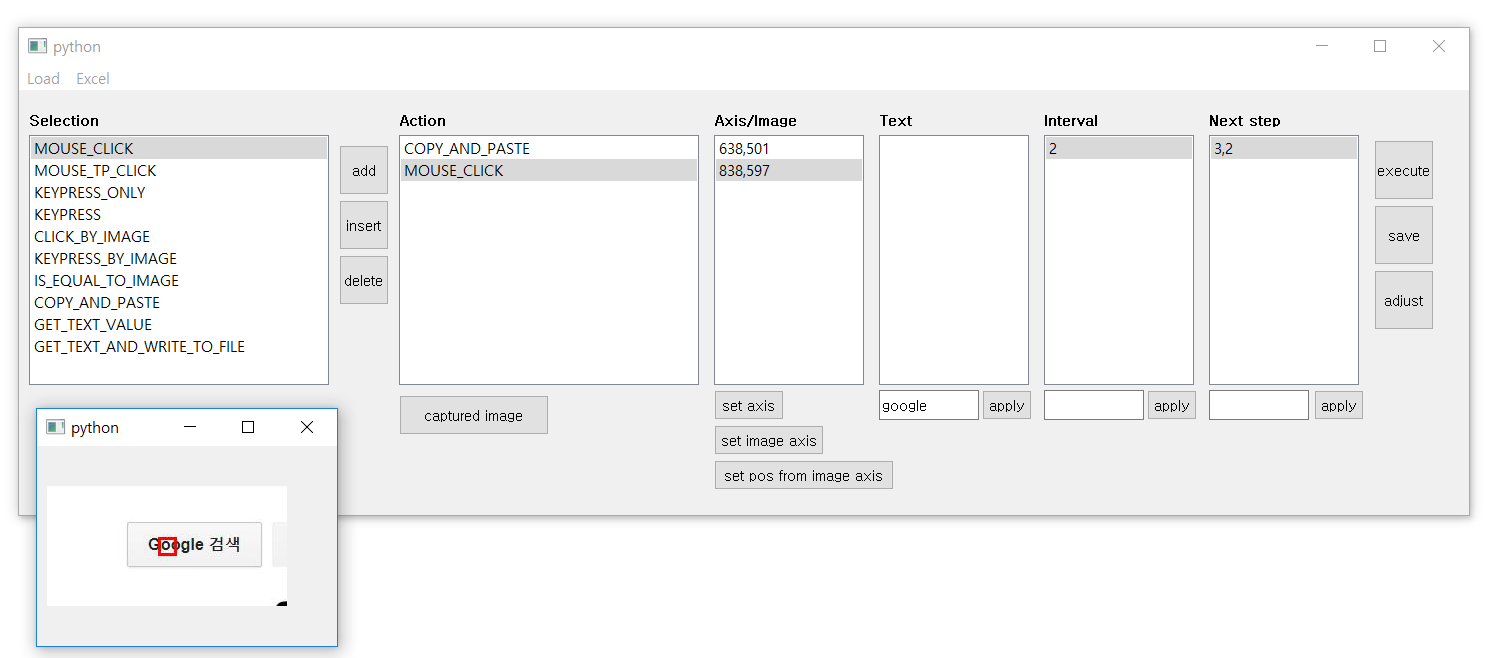 python
Load Excel
Selection
MOUSE_CLICK
MOUSE_TP_CLICK
KEYPRESS_ONLY
KEYPRESS
CLICK_BY_IMAGE
KEYPRESS_BY_IMAGE
IS_EQUAL_TO_IMAGE
COPY_AND_PASTE
GET_TEXT_VALUE
GET_TEXT_AND_WRITE_TO_FILE
add
insert
delete
Action
COPY_AND_PASTE
MOUSE_CLICK
captured image
Axis/Image
638,501
838,597
set axis
set image axis
set pos from image axis
Text
google
apply
Interval
2
apply
Next step
3,2
apply
execute
save
adjust
python
Google 검색